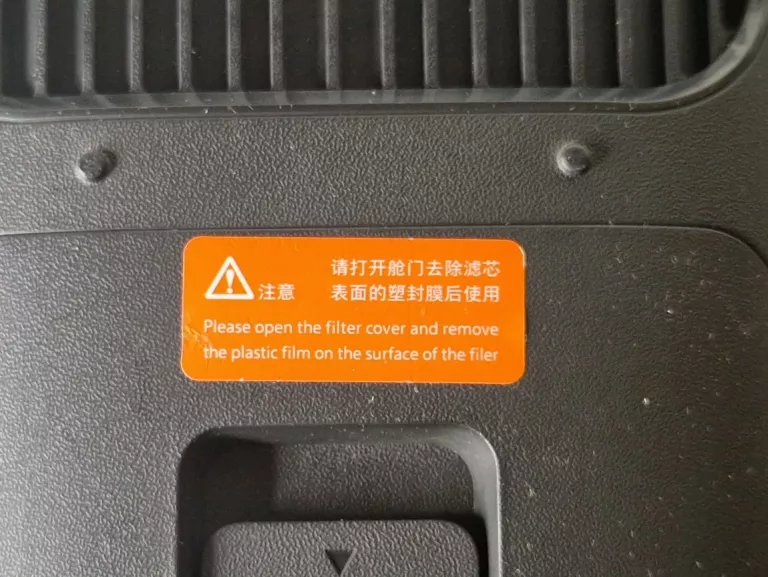 请打开舱门去除滤芯
注意 表面的塑封膜后使用
Please open the filter cover and remove
the plastic film on the surface of the filer